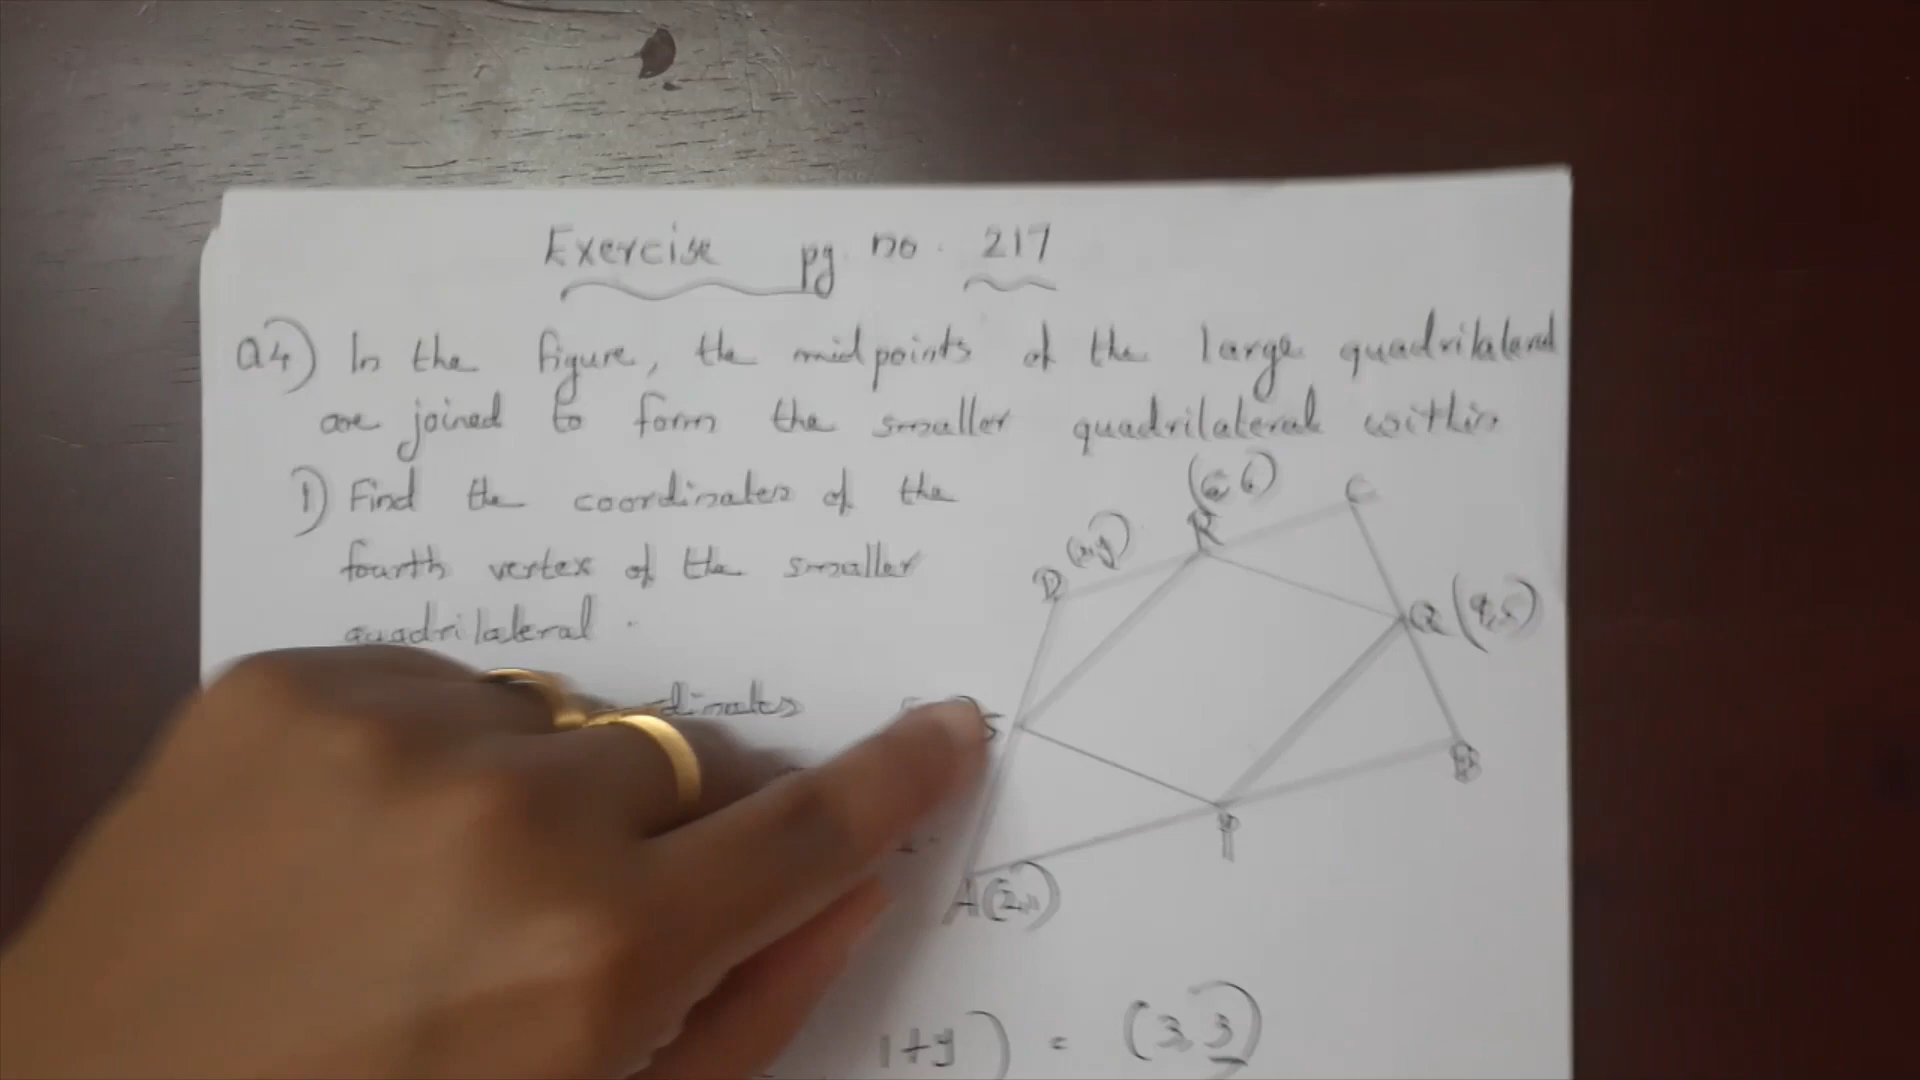 Exercise pg. no. 217
Q4) In the figure, the midpoints of the large quadrilateral
are joined to form the smaller quadrilateral within
1) Find the coordinates of the
fourth vertex of the smaller
quadrilateral.
dinates
(6,6)
R
C
D (x,y)
Q
S
B
P
A(2,1)
1+y) = (3,3)